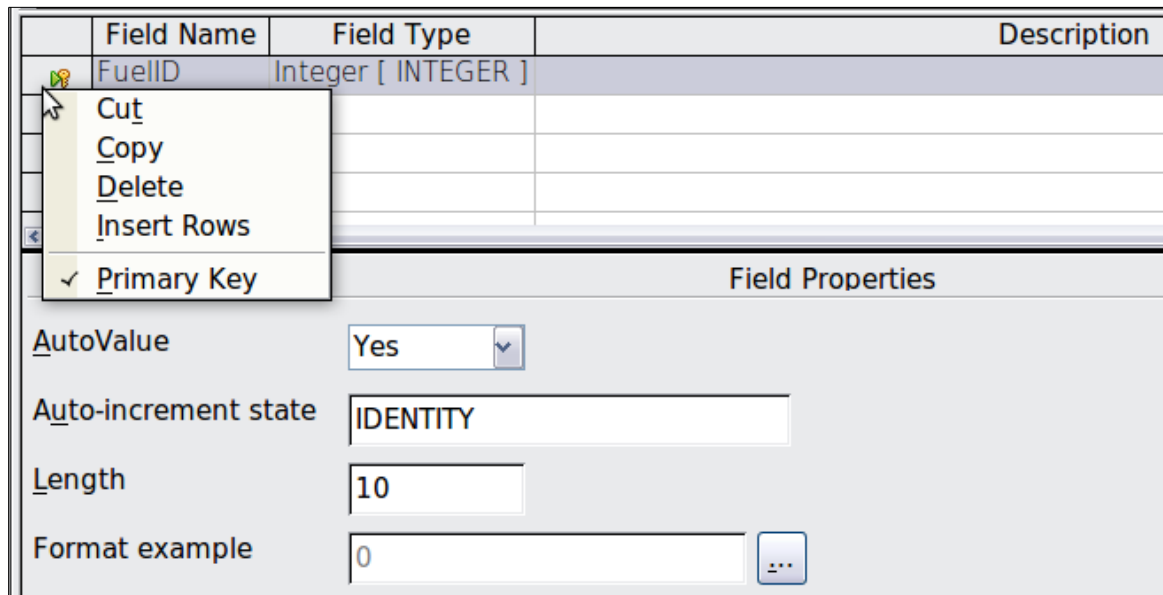 Field Name Field Type Description
FuelID Integer [ INTEGER ]
Cut
Copy
Delete
Insert Rows
Primary Key
Field Properties
AutoValue Yes
Auto-increment state IDENTITY
Length 10
Format example 0 ...